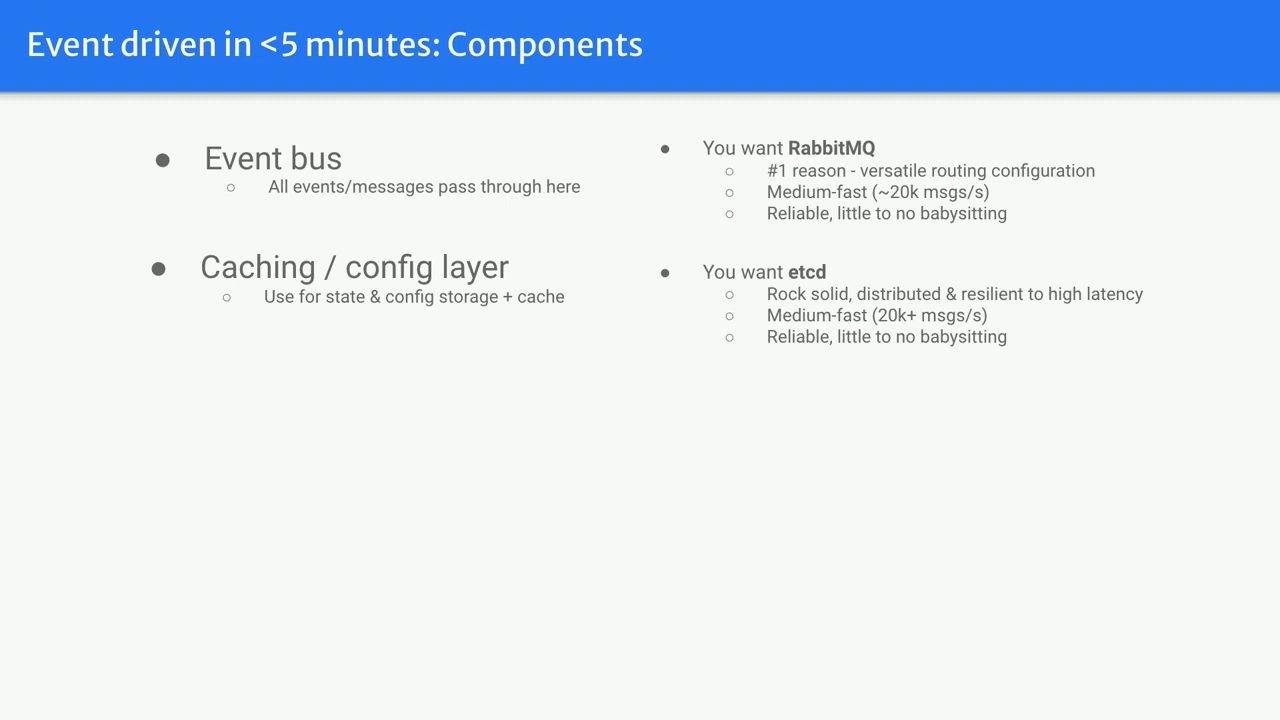 Event driven in <5 minutes: Components
● Event bus
○ All events/messages pass through here
● Caching / config layer
○ Use for state & config storage + cache
● You want RabbitMQ
○ #1 reason - versatile routing configuration
○ Medium-fast (~20k msgs/s)
○ Reliable, little to no babysitting
● You want etcd
○ Rock solid, distributed & resilient to high latency
○ Medium-fast (20k+ msgs/s)
○ Reliable, little to no babysitting